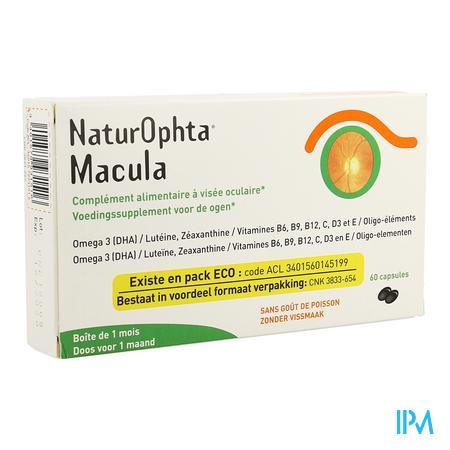 NaturOphta®
Macula
Complément alimentaire à visée oculaire*
Voedingssupplement voor de ogen*
Omega 3 (DHA) / Lutéine, Zéaxanthine / Vitamines B6, B9, B12, C, D3 et E / Oligo-éléments
Omega 3 (DHA) / Luteïne, Zeaxanthine / Vitamines B6, B9, B12, C, D3 en E / Oligo-elementen
Existe en pack ECO : code ACL 3401560145199
Bestaat in voordeel formaat verpakking: CNK 3833-654
60 capsules
SANS GOÛT DE POISSON
ZONDER VISSMAAK
Boîte de 1 mois
Doos voor 1 maand
Lot:
Exp:
IPM